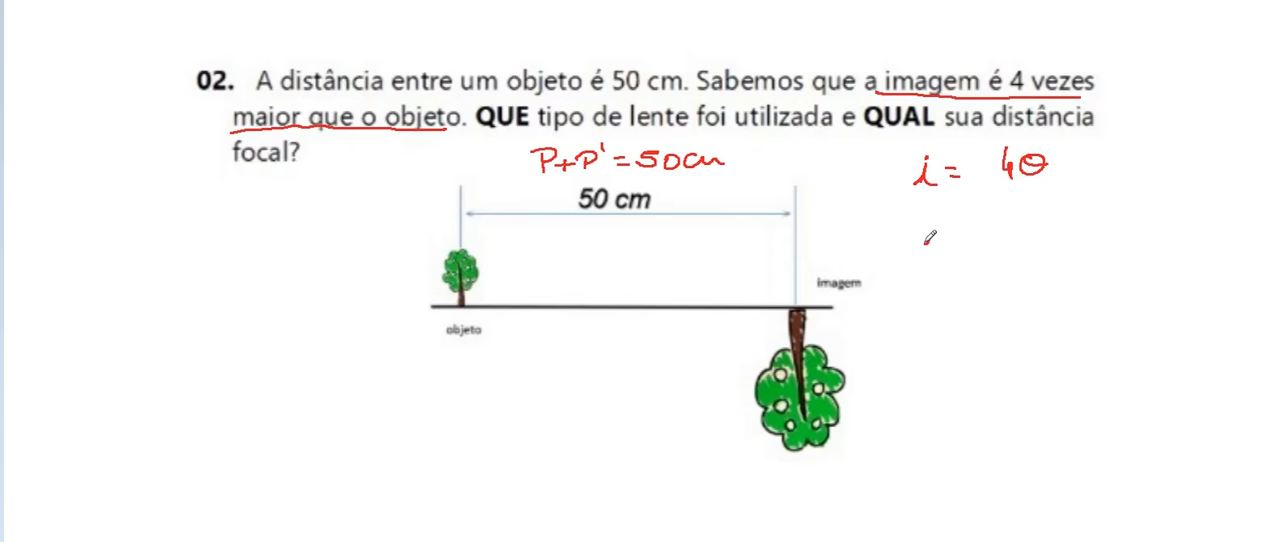 02. A distância entre um objeto é 50 cm. Sabemos que a imagem é 4 vezes
maior que o objeto. QUE tipo de lente foi utilizada e QUAL sua distância
focal?
P+P' = 50cm
i = 4O
50 cm
imagem
objeto